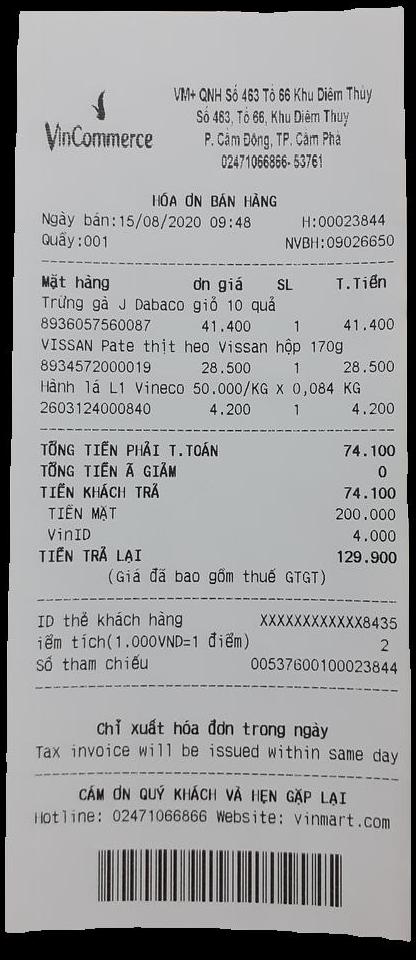 VinCommerce
VM+ QNH Số 463 Tổ 66 Khu Diêm Thủy
Số 463, Tổ 66, Khu Diêm Thuy
P. Cẩm Đông, TP. Cẩm Phả
02471066866- 53761
HÓA ƠN BÁN HÀNG
Ngày bán:15/08/2020 09:48 H:00023844
Quầy:001 NVBH:09026650
Mặt hàng ơn giá SL T.Tiền
Trứng gà J Dabaco giỏ 10 quả
8936057560087 41.400 1 41.400
VISSAN Pate thịt heo Vissan hộp 170g
8934572000019 28.500 1 28.500
Hành lá L1 Vineco 50.000/KG X 0,084 KG
2603124000840 4.200 1 4.200
TỔNG TIỀN PHẢI T.TOÁN 74.100
TỔNG TIỀN Ã GIẢM 0
TIỀN KHÁCH TRẢ 74.100
TIỀN MẶT 200.000
VinID 4.000
TIỀN TRẢ LẠI 129.900
(Giá đã bao gồm thuế GTGT)
ID thẻ khách hàng XXXXXXXXXXXX8435
iểm tích(1.000VND=1 điểm) 2
Số tham chiếu 00537600100023844
Chỉ xuất hóa đơn trong ngày
Tax invoice will be issued within same day
CÁM ƠN QUÝ KHÁCH VÀ HẸN GẶP LẠI
Hotline: 02471066866 Website: vinmart.com